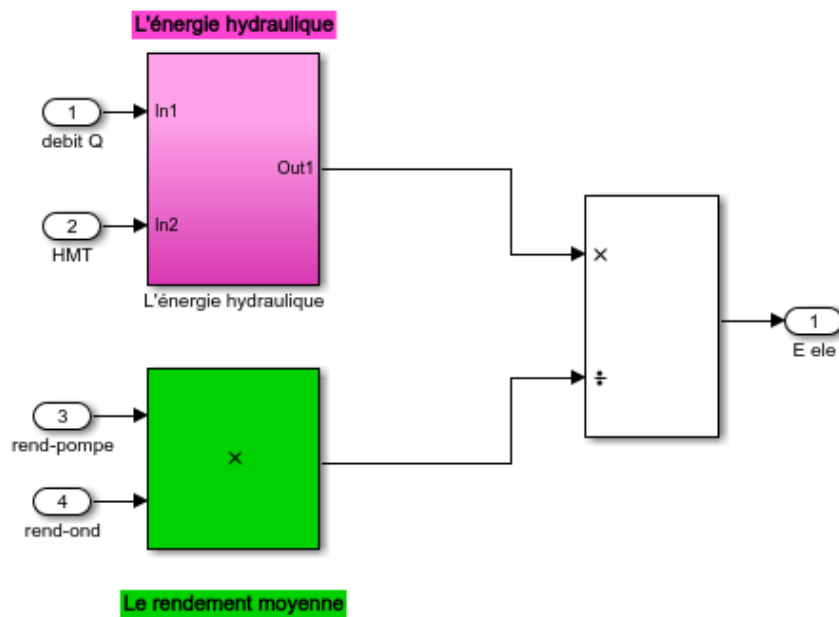 L'énergie hydraulique
1
debit Q
In1
Out1
2
HMT
In2
L'énergie hydraulique
×
÷
1
E ele
3
rend-pompe
×
4
rend-ond
Le rendement moyenne